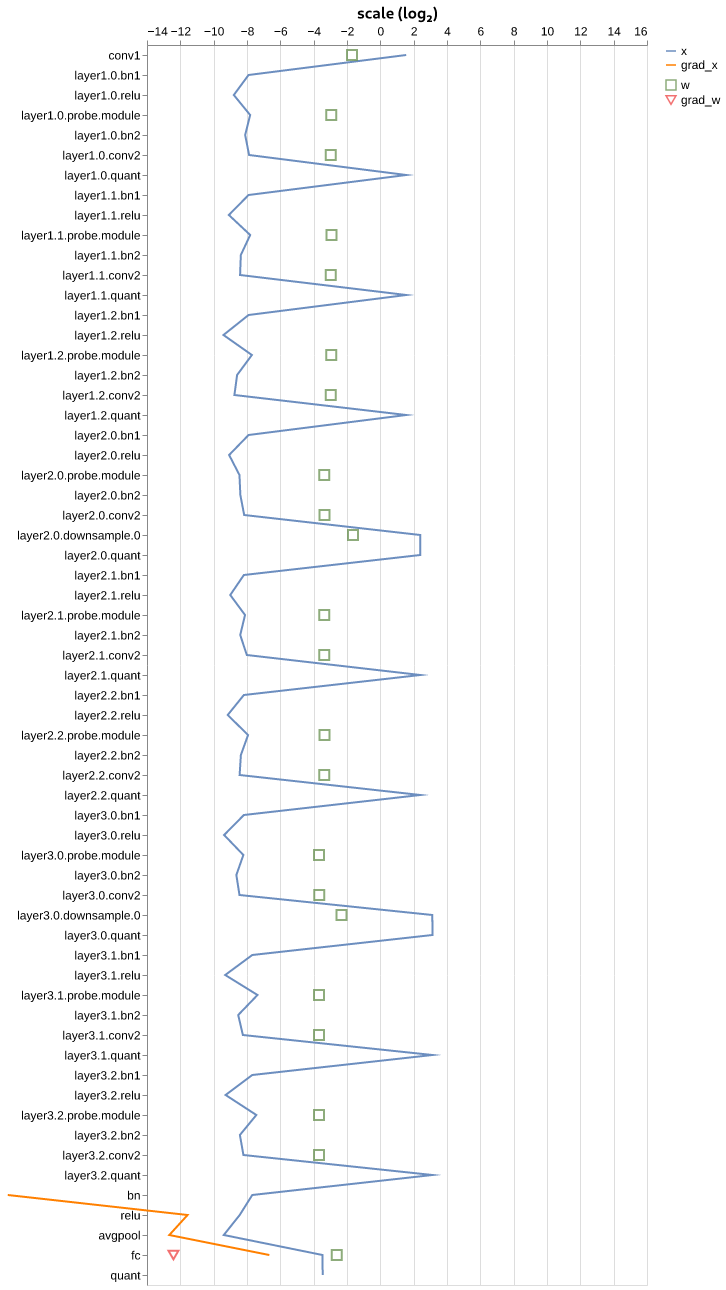 scale (log2)
−14 −12 −10 −8 −6 −4 −2 0 2 4 6 8 10 12 14 16
conv1
layer1.0.bn1
layer1.0.relu
layer1.0.probe.module
layer1.0.bn2
layer1.0.conv2
layer1.0.quant
layer1.1.bn1
layer1.1.relu
layer1.1.probe.module
layer1.1.bn2
layer1.1.conv2
layer1.1.quant
layer1.2.bn1
layer1.2.relu
layer1.2.probe.module
layer1.2.bn2
layer1.2.conv2
layer1.2.quant
layer2.0.bn1
layer2.0.relu
layer2.0.probe.module
layer2.0.bn2
layer2.0.conv2
layer2.0.downsample.0
layer2.0.quant
layer2.1.bn1
layer2.1.relu
layer2.1.probe.module
layer2.1.bn2
layer2.1.conv2
layer2.1.quant
layer2.2.bn1
layer2.2.relu
layer2.2.probe.module
layer2.2.bn2
layer2.2.conv2
layer2.2.quant
layer3.0.bn1
layer3.0.relu
layer3.0.probe.module
layer3.0.bn2
layer3.0.conv2
layer3.0.downsample.0
layer3.0.quant
layer3.1.bn1
layer3.1.relu
layer3.1.probe.module
layer3.1.bn2
layer3.1.conv2
layer3.1.quant
layer3.2.bn1
layer3.2.relu
layer3.2.probe.module
layer3.2.bn2
layer3.2.conv2
layer3.2.quant
bn
relu
avgpool
fc
quant
x
grad_x
w
grad_w